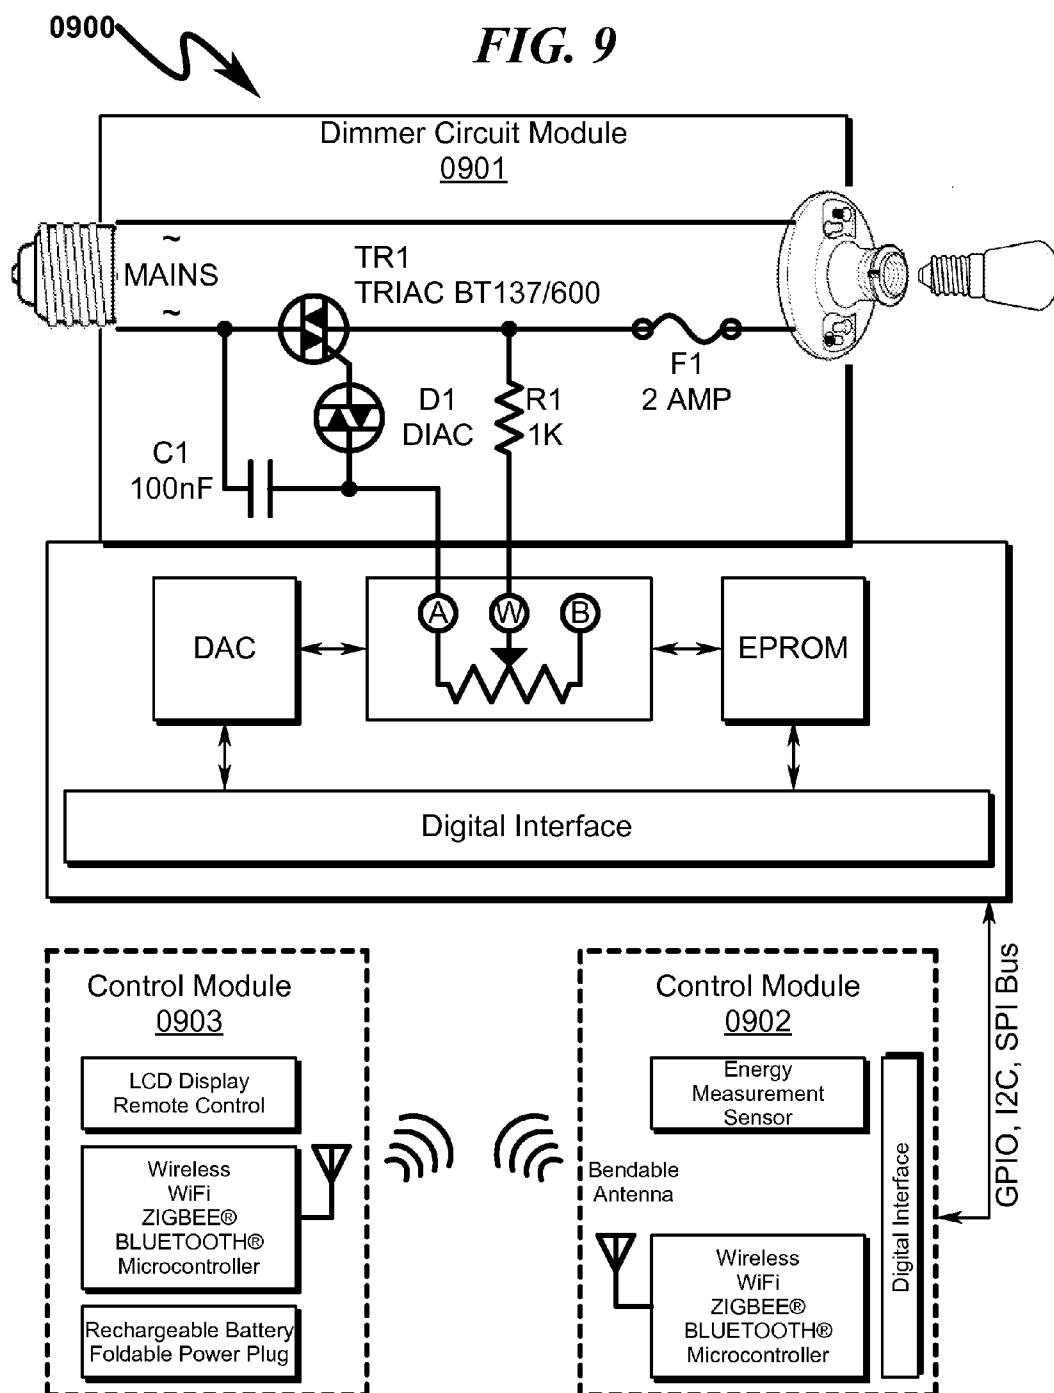 0900
FIG. 9
Dimmer Circuit Module
0901
~
MAINS
~
TR1
TRIAC BT137/600
F1
2 AMP
D1
DIAC
R1
1K
C1
100nF
A
W
B
DAC
EPROM
Digital Interface
Control Module
0903
LCD Display
Remote Control
Wireless
WiFi
ZIGBEE®
BLUETOOTH®
Microcontroller
Rechargeable Battery
Foldable Power Plug
Control Module
0902
Energy
Measurement
Sensor
Bendable
Antenna
Wireless
WiFi
ZIGBEE®
BLUETOOTH®
Microcontroller
Digital Interface
GPIO, I2C, SPI Bus